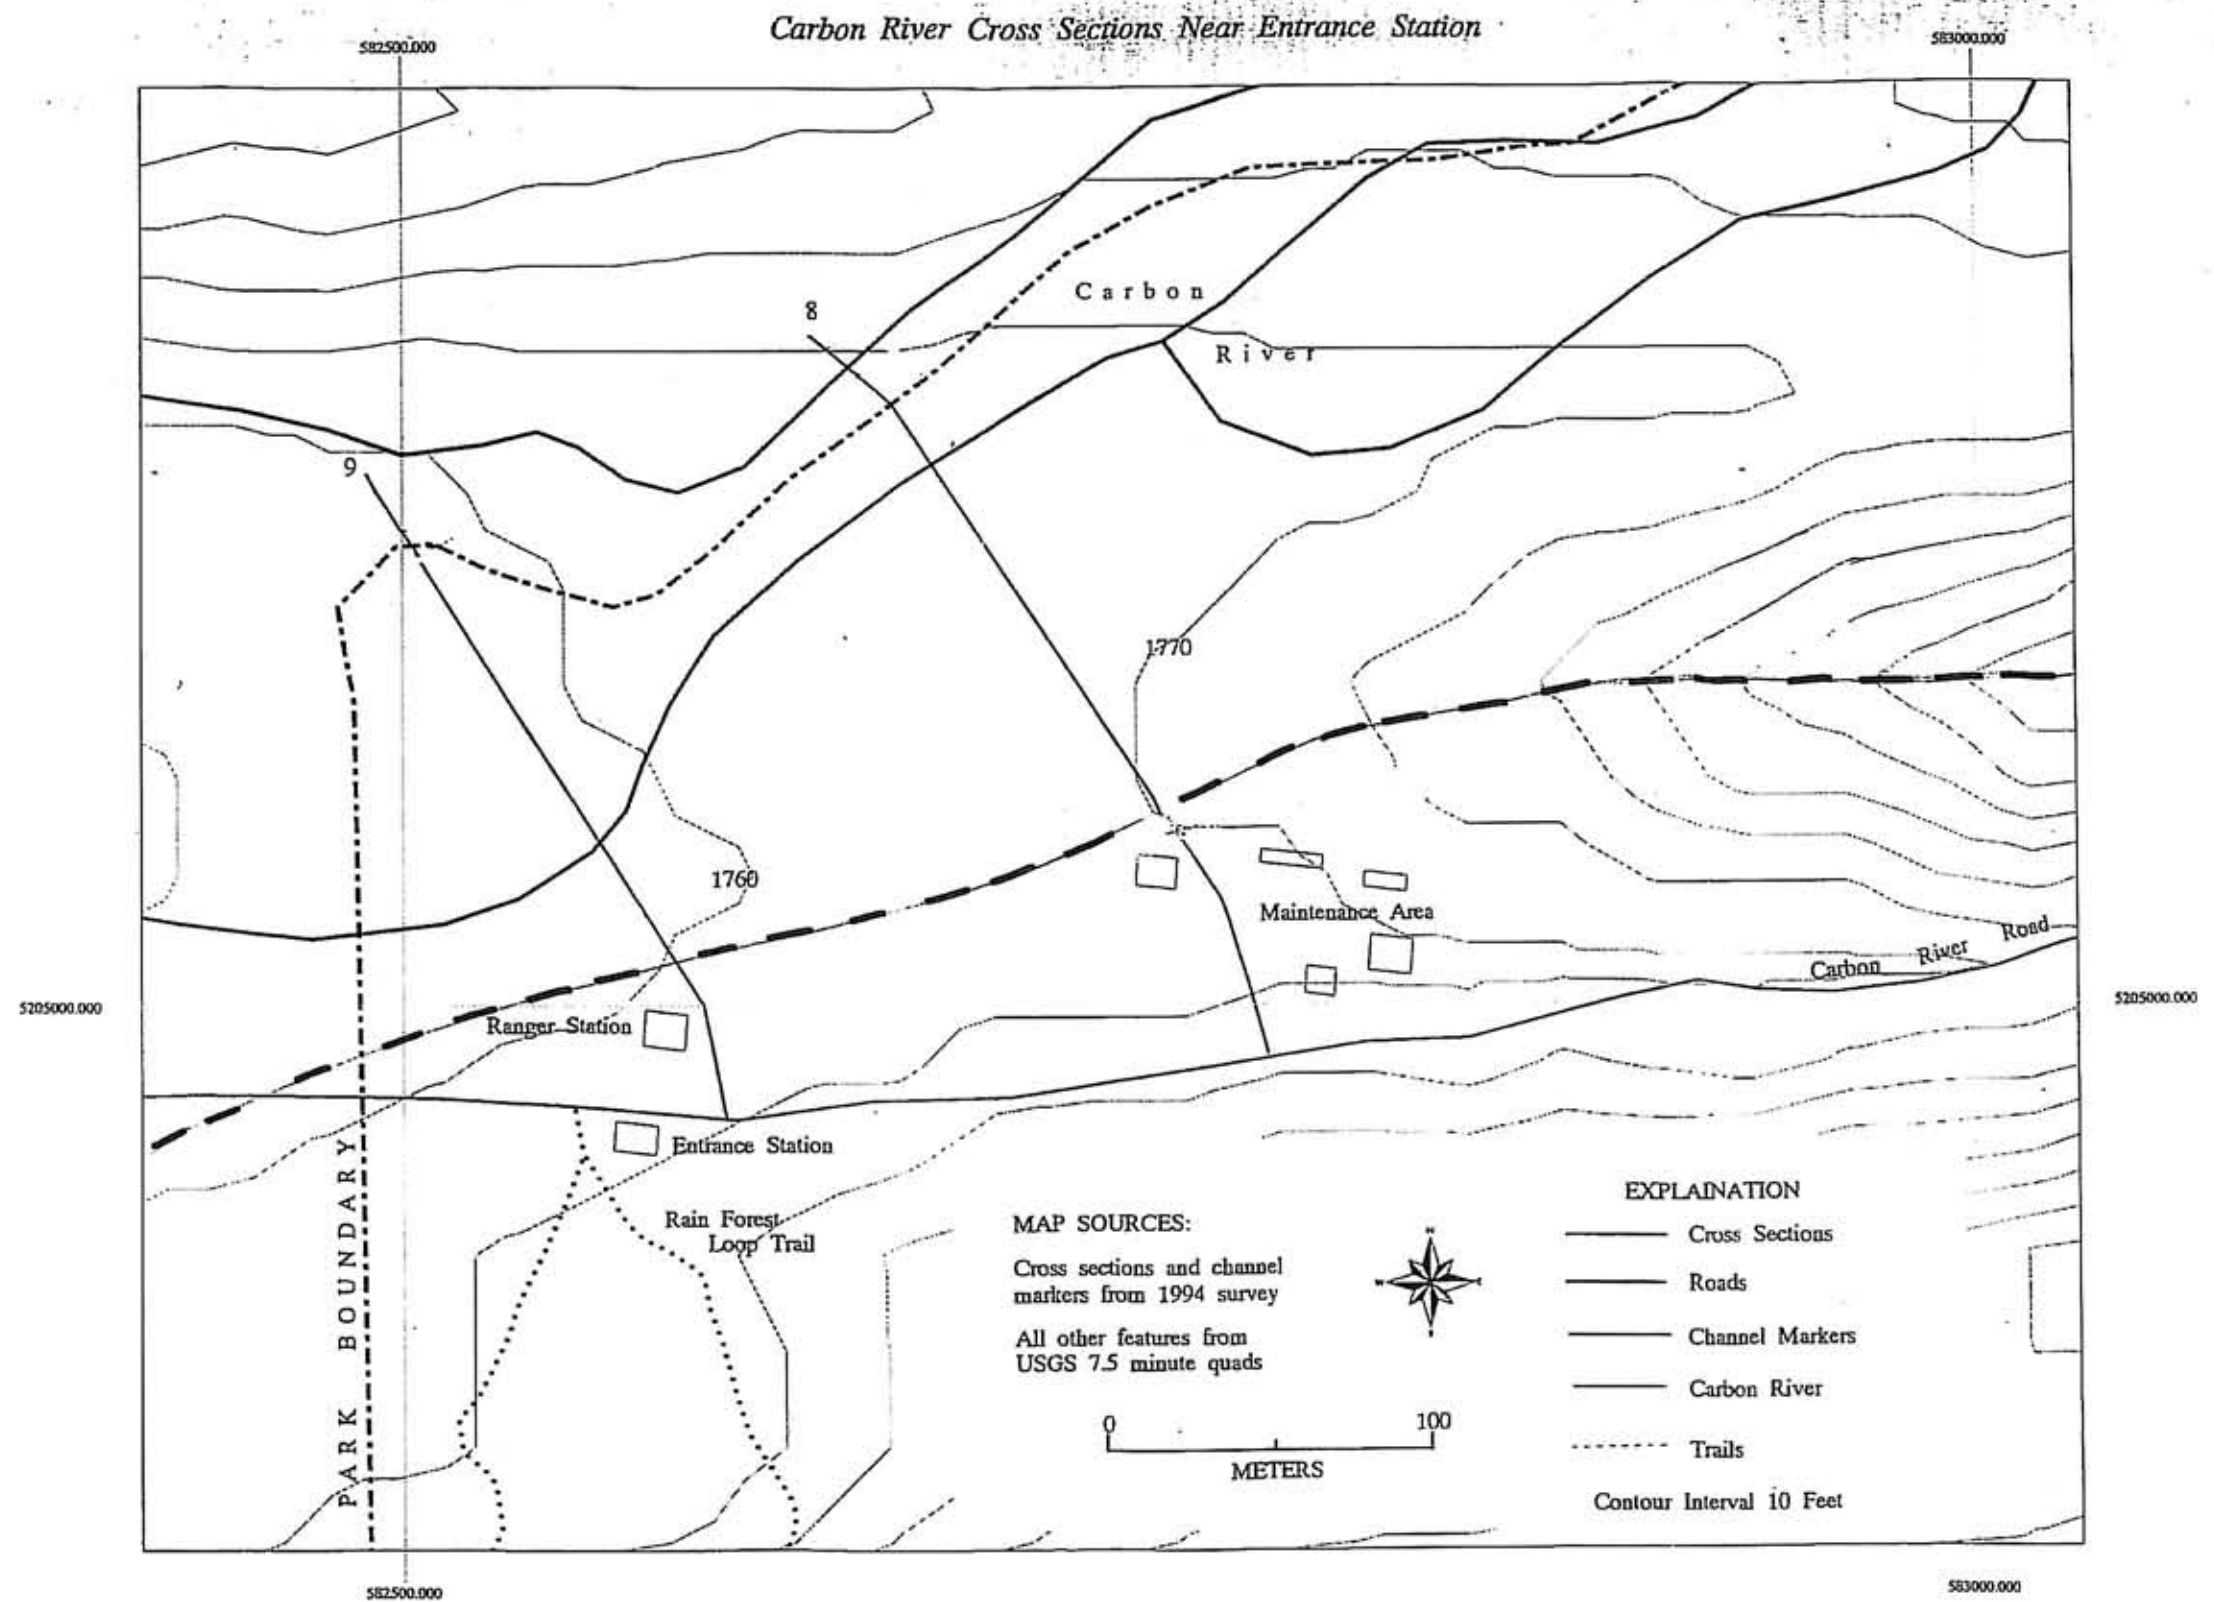 Carbon River Cross Sections Near Entrance Station
582500.000
583000.000
Carbon
8
River
9
1770
1760
Maintenance Area
Carbon River Road
5205000.000
5205000.000
Ranger Station
Entrance Station
PARK BOUNDARY
Rain Forest
Loop Trail
MAP SOURCES:
Cross sections and channel
markers from 1994 survey
All other features from
USGS 7.5 minute quads
0 100
METERS
EXPLAINATION
Cross Sections
Roads
Channel Markers
Carbon River
Trails
Contour Interval 10 Feet
582500.000
583000.000